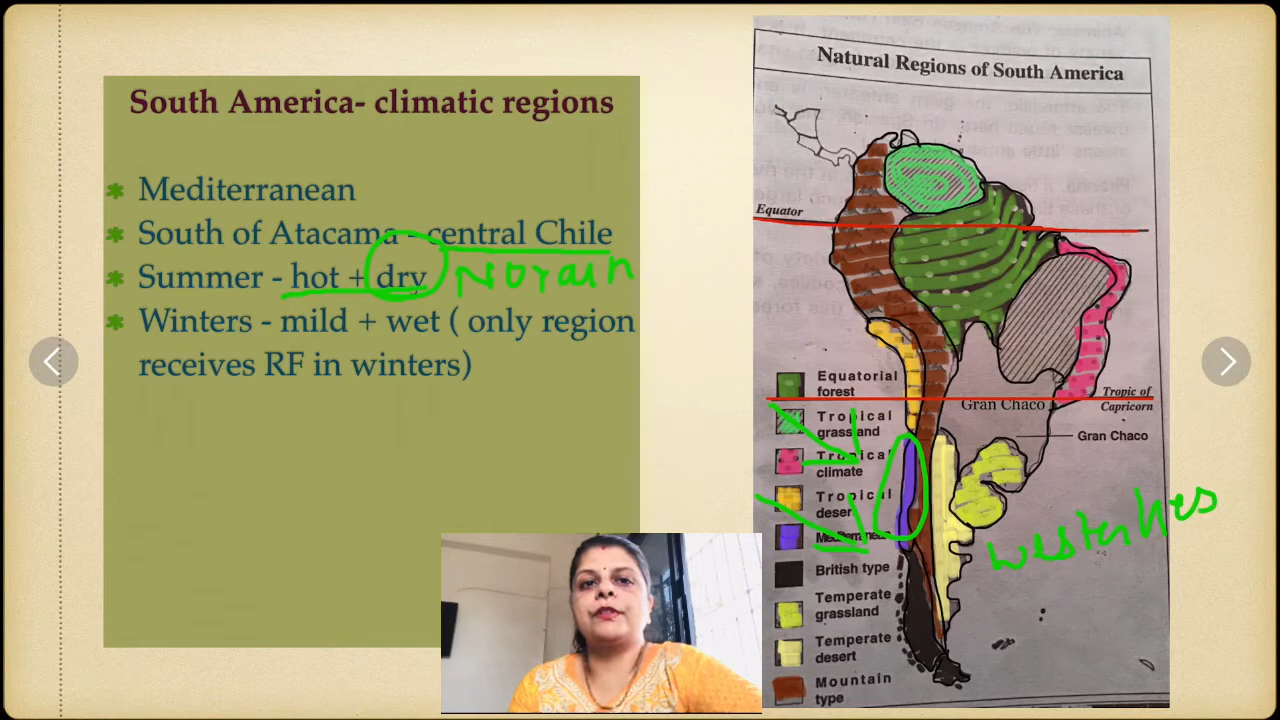 South America- climatic regions
Mediterranean
South of Atacama - central Chile
Summer - hot + dry No rain
Winters - mild + wet ( only region
receives RF in winters)
Natural Regions of South America
Equator
Tropic of
Capricorn
Gran Chaco
Gran Chaco
Equatorial
forest
Tropical
grassland
Tropical
climate
Tropical
desert
Mediterranean
British type
Temperate
grassland
Temperate
desert
Mountain
type
westerlies